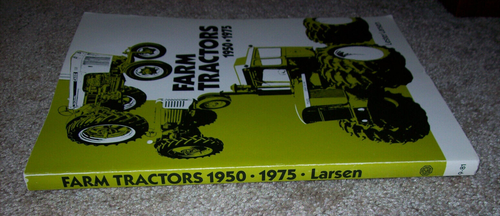 FARM
TRACTORS
1950 • 1975
FARM TRACTORS 1950 • 1975 • Larsen